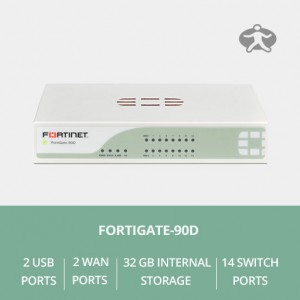 FORTINET
FortiGate 90D
FORTIGATE-90D
2 USB
PORTS
2 WAN
PORTS
32 GB INTERNAL
STORAGE
14 SWITCH
PORTS